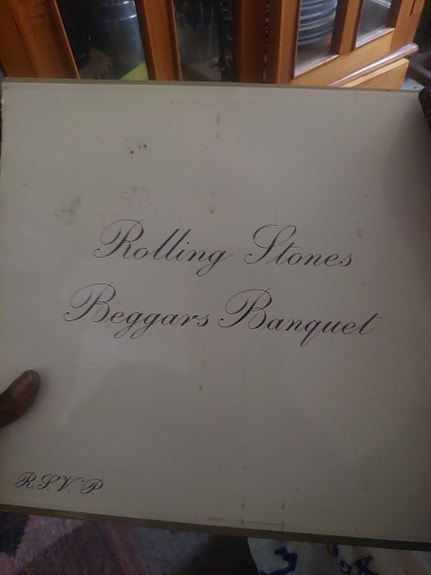 Rolling Stones
Beggars Banquet
R.S.V.P.